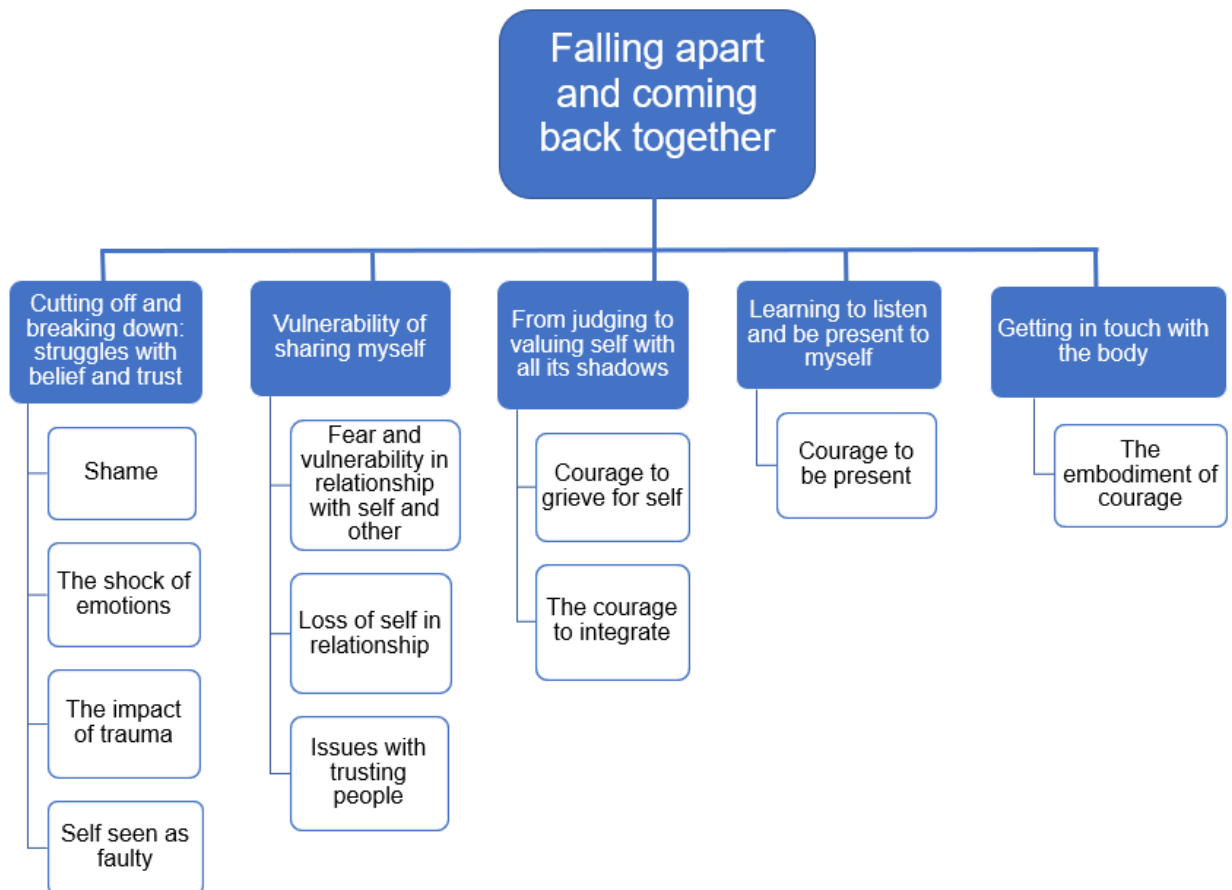 Falling apart
and coming
back together
Cutting off and
breaking down:
struggles with
belief and trust
Shame
The shock of
emotions
The impact
of trauma
Self seen as
faulty
Vulnerability of
sharing myself
Fear and
vulnerability in
relationship
with self and
other
Loss of self in
relationship
Issues with
trusting
people
From judging to
valuing self with
all its shadows
Courage to
grieve for self
The courage
to integrate
Learning to listen
and be present to
myself
Courage to
be present
Getting in touch with
the body
The
embodiment of
courage